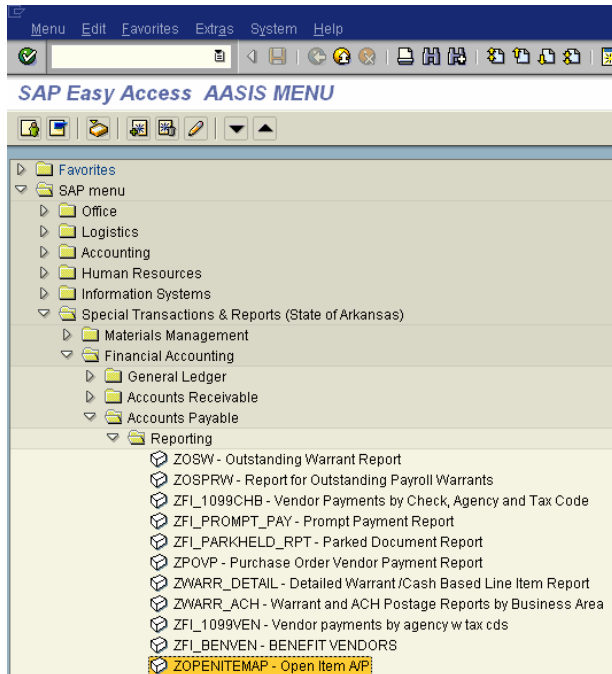 Menu Edit Favorites Extras System Help
SAP Easy Access AASIS MENU
Favorites
SAP menu
Office
Logistics
Accounting
Human Resources
Information Systems
Special Transactions & Reports (State of Arkansas)
Materials Management
Financial Accounting
General Ledger
Accounts Receivable
Accounts Payable
Reporting
ZOSW - Outstanding Warrant Report
ZOSPRW - Report for Outstanding Payroll Warrants
ZFI_1099CHB - Vendor Payments by Check, Agency and Tax Code
ZFI_PROMPT_PAY - Prompt Payment Report
ZFI_PARKHELD_RPT - Parked Document Report
ZPOVP - Purchase Order Vendor Payment Report
ZWARR_DETAIL - Detailed Warrant /Cash Based Line Item Report
ZWARR_ACH - Warrant and ACH Postage Reports by Business Area
ZFI_1099VEN - Vendor payments by agency w tax cds
ZFI_BENVEN - BENEFIT VENDORS
ZOPENITEMAP - Open Item A/P